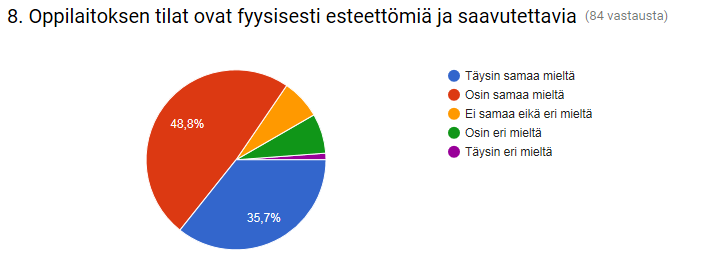 8. Oppilaitoksen tilat ovat fyysisesti esteettömiä ja saavutettavia (84 vastausta)
48,8%
35,7%
Täysin samaa mieltä
Osin samaa mieltä
Ei samaa eikä eri mieltä
Osin eri mieltä
Täysin eri mieltä